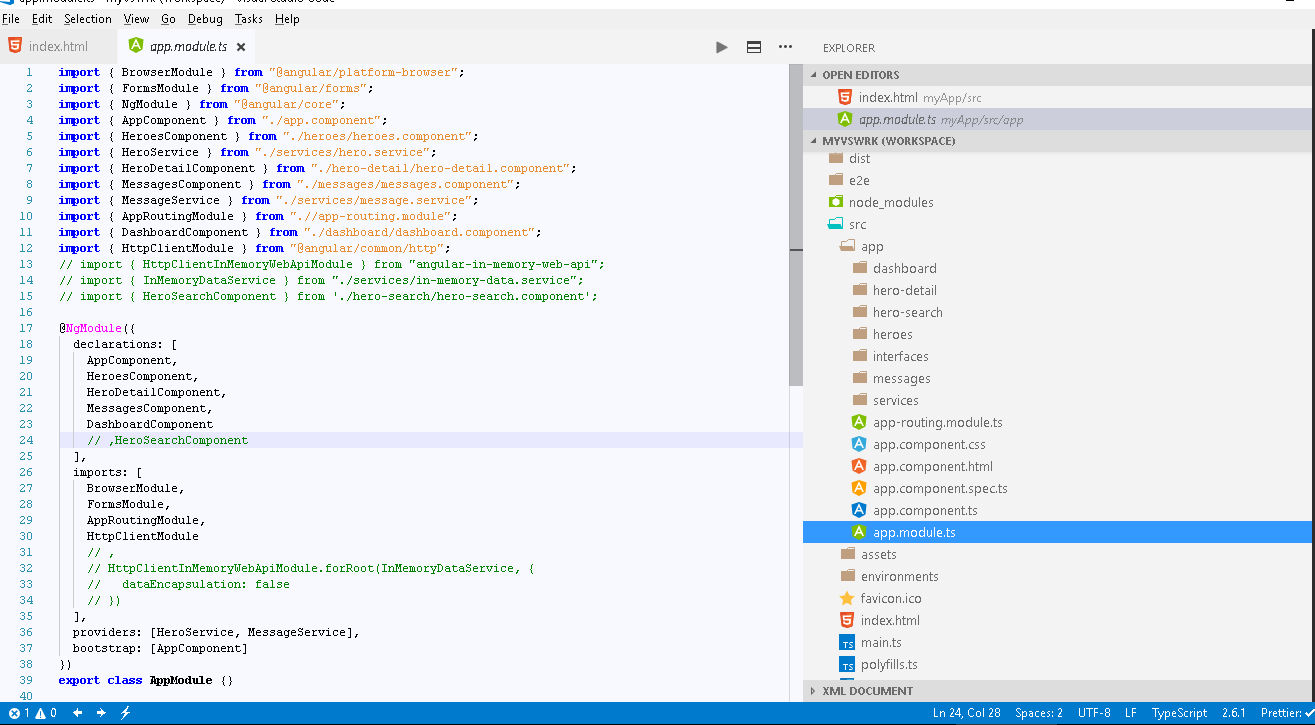 File Edit Selection View Go Debug Tasks Help
index.html
app.module.ts
1 import { BrowserModule } from "@angular/platform-browser";
2 import { FormsModule } from "@angular/forms";
3 import { NgModule } from "@angular/core";
4 import { AppComponent } from "./app.component";
5 import { HeroesComponent } from "./heroes/heroes.component";
6 import { HeroService } from "./services/hero.service";
7 import { HeroDetailComponent } from "./hero-detail/hero-detail.component";
8 import { MessagesComponent } from "./messages/messages.component";
9 import { MessageService } from "./services/message.service";
10 import { AppRoutingModule } from ".//app-routing.module";
11 import { DashboardComponent } from "./dashboard/dashboard.component";
12 import { HttpClientModule } from "@angular/common/http";
13 // import { HttpClientInMemoryWebApiModule } from "angular-in-memory-web-api";
14 // import { InMemoryDataService } from "./services/in-memory-data.service";
15 // import { HeroSearchComponent } from './hero-search/hero-search.component';
16
17 @NgModule({
18 declarations: [
19 AppComponent,
20 HeroesComponent,
21 HeroDetailComponent,
22 MessagesComponent,
23 DashboardComponent
24 // ,HeroSearchComponent
25 ],
26 imports: [
27 BrowserModule,
28 FormsModule,
29 AppRoutingModule,
30 HttpClientModule
31 // ,
32 // HttpClientInMemoryWebApiModule.forRoot(InMemoryDataService, {
33 // dataEncapsulation: false
34 // })
35 ],
36 providers: [HeroService, MessageService],
37 bootstrap: [AppComponent]
38 })
39 export class AppModule {}
40
EXPLORER
OPEN EDITORS
index.html myApp/src
app.module.ts myApp/src/app
MYVSWRK (WORKSPACE)
dist
e2e
node_modules
src
app
dashboard
hero-detail
hero-search
heroes
interfaces
messages
services
app-routing.module.ts
app.component.css
app.component.html
app.component.spec.ts
app.component.ts
app.module.ts
assets
environments
favicon.ico
index.html
TS main.ts
TS polyfills.ts
XML DOCUMENT
1 0 Ln 24, Col 28 Spaces: 2 UTF-8 LF TypeScript 2.6.1 Prettier: ✓